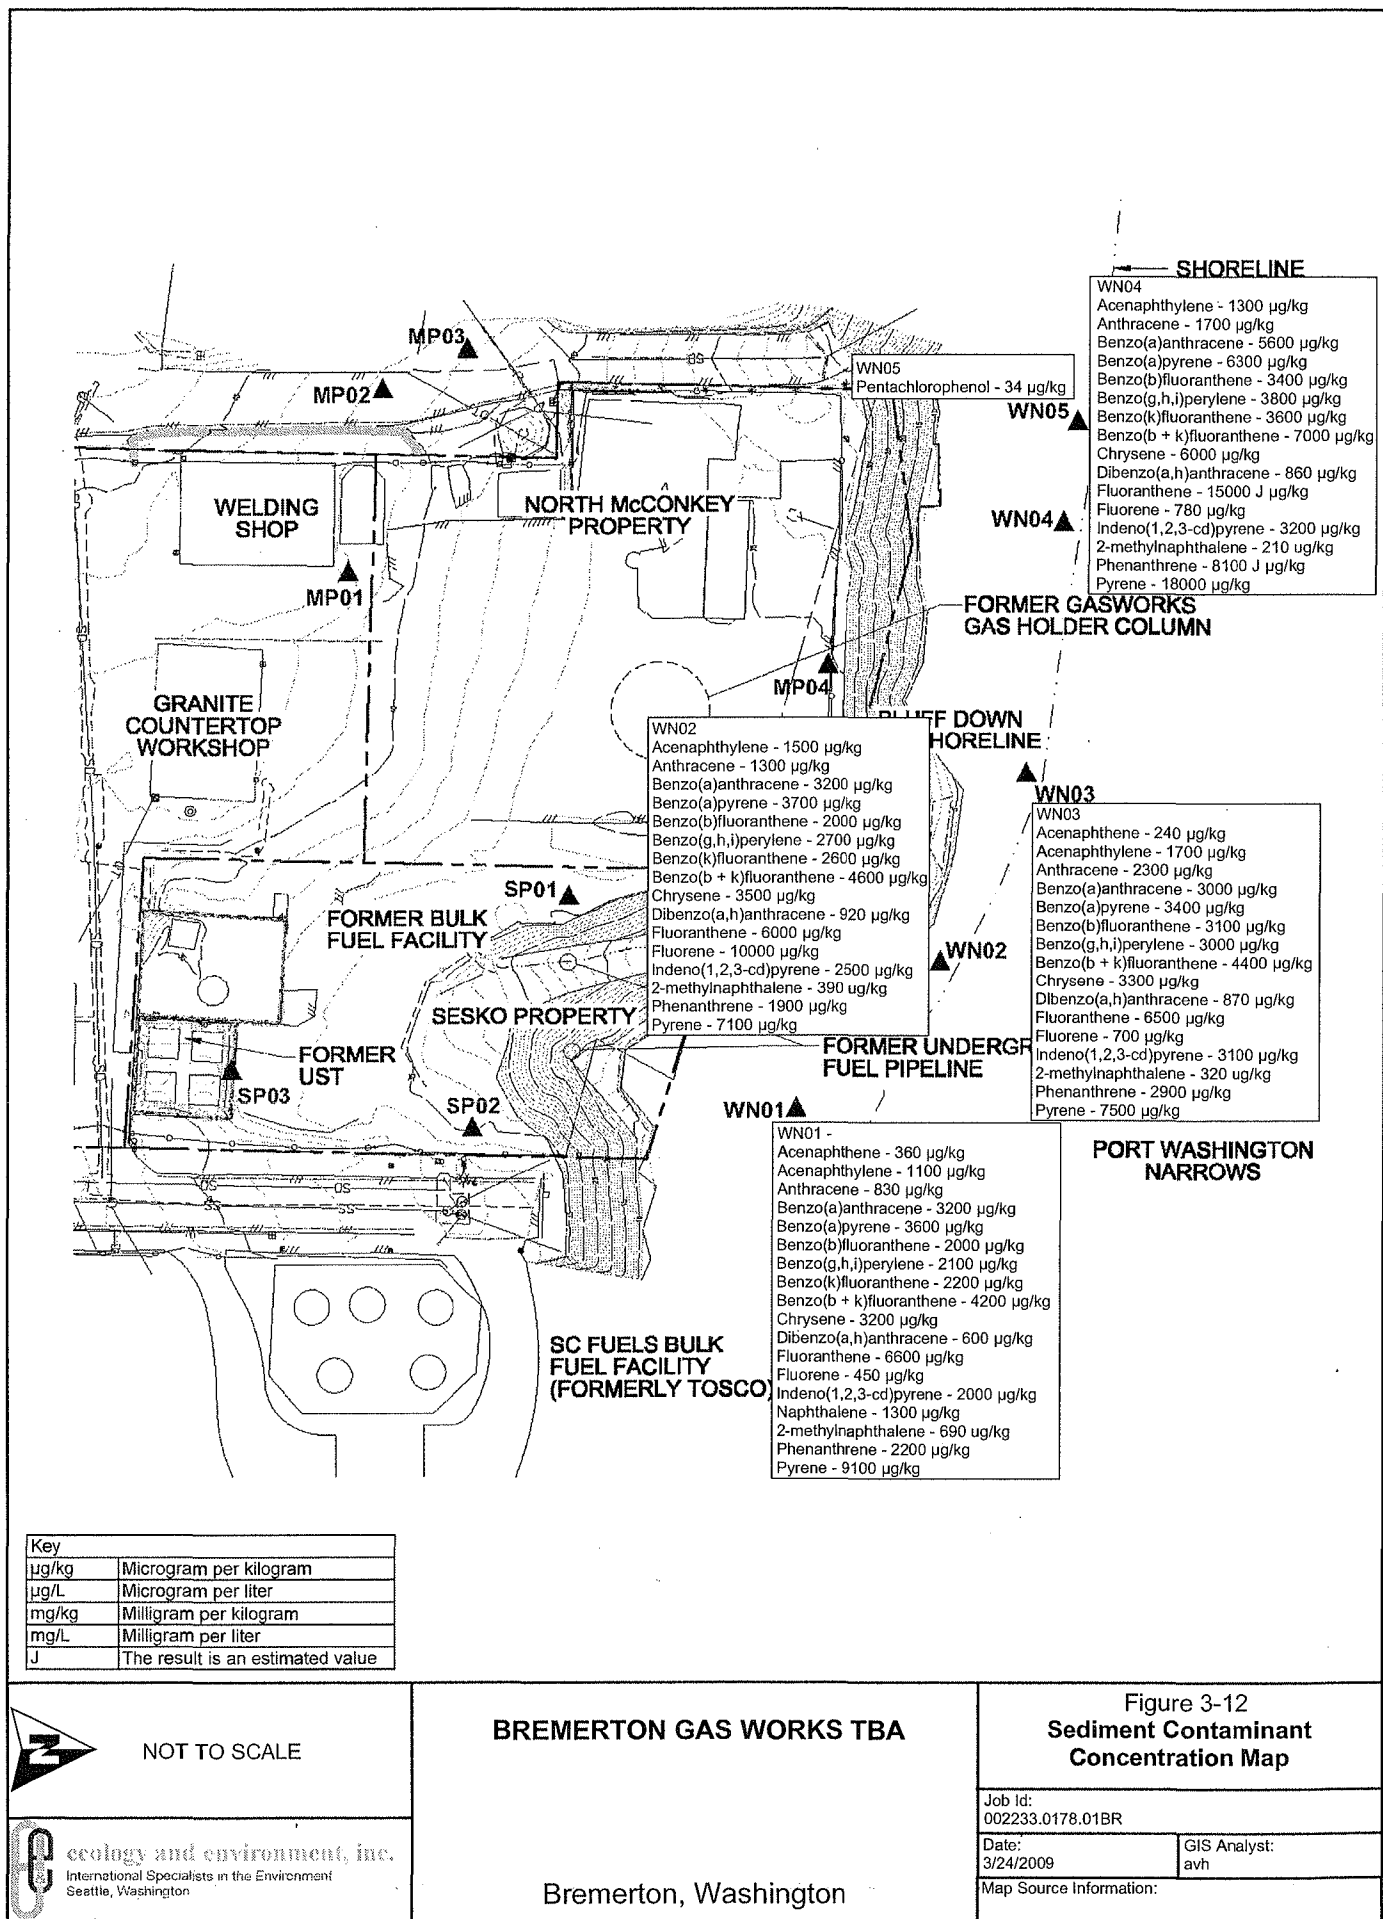 SHORELINE
WN04
Acenaphthylene - 1300 µg/kg
Anthracene - 1700 µg/kg
Benzo(a)anthracene - 5600 µg/kg
Benzo(a)pyrene - 6300 µg/kg
Benzo(b)fluoranthene - 3400 µg/kg
Benzo(g,h,i)perylene - 3800 µg/kg
Benzo(k)fluoranthene - 3600 µg/kg
Benzo(b + k)fluoranthene - 7000 µg/kg
Chrysene - 6000 µg/kg
Dibenzo(a,h)anthracene - 860 µg/kg
Fluoranthene - 15000 J µg/kg
Fluorene - 780 µg/kg
Indeno(1,2,3-cd)pyrene - 3200 µg/kg
2-methylnaphthalene - 210 ug/kg
Phenanthrene - 8100 J µg/kg
Pyrene - 18000 µg/kg
MP03
MP02
WN05
Pentachlorophenol - 34 µg/kg
WN05
WN04
SD
WELDING
SHOP
NORTH McCONKEY
PROPERTY
MP01
FORMER GASWORKS
GAS HOLDER COLUMN
MP04
GRANITE
COUNTERTOP
WORKSHOP
BLUFF DOWN
HORELINE
WN03
WN02
Acenaphthylene - 1500 µg/kg
Anthracene - 1300 µg/kg
Benzo(a)anthracene - 3200 µg/kg
Benzo(a)pyrene - 3700 µg/kg
Benzo(b)fluoranthene - 2000 µg/kg
Benzo(g,h,i)perylene - 2700 µg/kg
Benzo(k)fluoranthene - 2600 µg/kg
Benzo(b + k)fluoranthene - 4600 µg/kg
Chrysene - 3500 µg/kg
Dibenzo(a,h)anthracene - 920 µg/kg
Fluoranthene - 6000 µg/kg
Fluorene - 10000 µg/kg
Indeno(1,2,3-cd)pyrene - 2500 µg/kg
2-methylnaphthalene - 390 ug/kg
Phenanthrene - 1900 µg/kg
Pyrene - 7100 µg/kg
WN03
Acenaphthene - 240 µg/kg
Acenaphthylene - 1700 µg/kg
Anthracene - 2300 µg/kg
Benzo(a)anthracene - 3000 µg/kg
Benzo(a)pyrene - 3400 µg/kg
Benzo(b)fluoranthene - 3100 µg/kg
Benzo(g,h,i)perylene - 3000 µg/kg
Benzo(b + k)fluoranthene - 4400 µg/kg
Chrysene - 3300 µg/kg
Dibenzo(a,h)anthracene - 870 µg/kg
Fluoranthene - 6500 µg/kg
Fluorene - 700 µg/kg
Indeno(1,2,3-cd)pyrene - 3100 µg/kg
2-methylnaphthalene - 320 ug/kg
Phenanthrene - 2900 µg/kg
Pyrene - 7500 µg/kg
SP01
FORMER BULK
FUEL FACILITY
WN02
SESKO PROPERTY
FORMER
UST
SP03
SP02
FORMER UNDERGR
FUEL PIPELINE
WN01
WN01 -
Acenaphthene - 360 µg/kg
Acenaphthylene - 1100 µg/kg
Anthracene - 830 µg/kg
Benzo(a)anthracene - 3200 µg/kg
Benzo(a)pyrene - 3600 µg/kg
Benzo(b)fluoranthene - 2000 µg/kg
Benzo(g,h,i)perylene - 2100 µg/kg
Benzo(k)fluoranthene - 2200 µg/kg
Benzo(b + k)fluoranthene - 4200 µg/kg
Chrysene - 3200 µg/kg
Dibenzo(a,h)anthracene - 600 µg/kg
Fluoranthene - 6600 µg/kg
Fluorene - 450 µg/kg
Indeno(1,2,3-cd)pyrene - 2000 µg/kg
Naphthalene - 1300 µg/kg
2-methylnaphthalene - 690 ug/kg
Phenanthrene - 2200 µg/kg
Pyrene - 9100 µg/kg
PORT WASHINGTON
NARROWS
SD
SD
SS
SS
SC FUELS BULK
FUEL FACILITY
(FORMERLY TOSCO)
Key
µg/kg Microgram per kilogram
µg/L Microgram per liter
mg/kg Milligram per kilogram
mg/L Milligram per liter
J The result is an estimated value
N
NOT TO SCALE
ecology and environment, inc.
International Specialists in the Environment
Seattle, Washington
BREMERTON GAS WORKS TBA
Bremerton, Washington
Figure 3-12
Sediment Contaminant
Concentration Map
Job Id:
002233.0178.01BR
Date:
3/24/2009
GIS Analyst:
avh
Map Source Information: